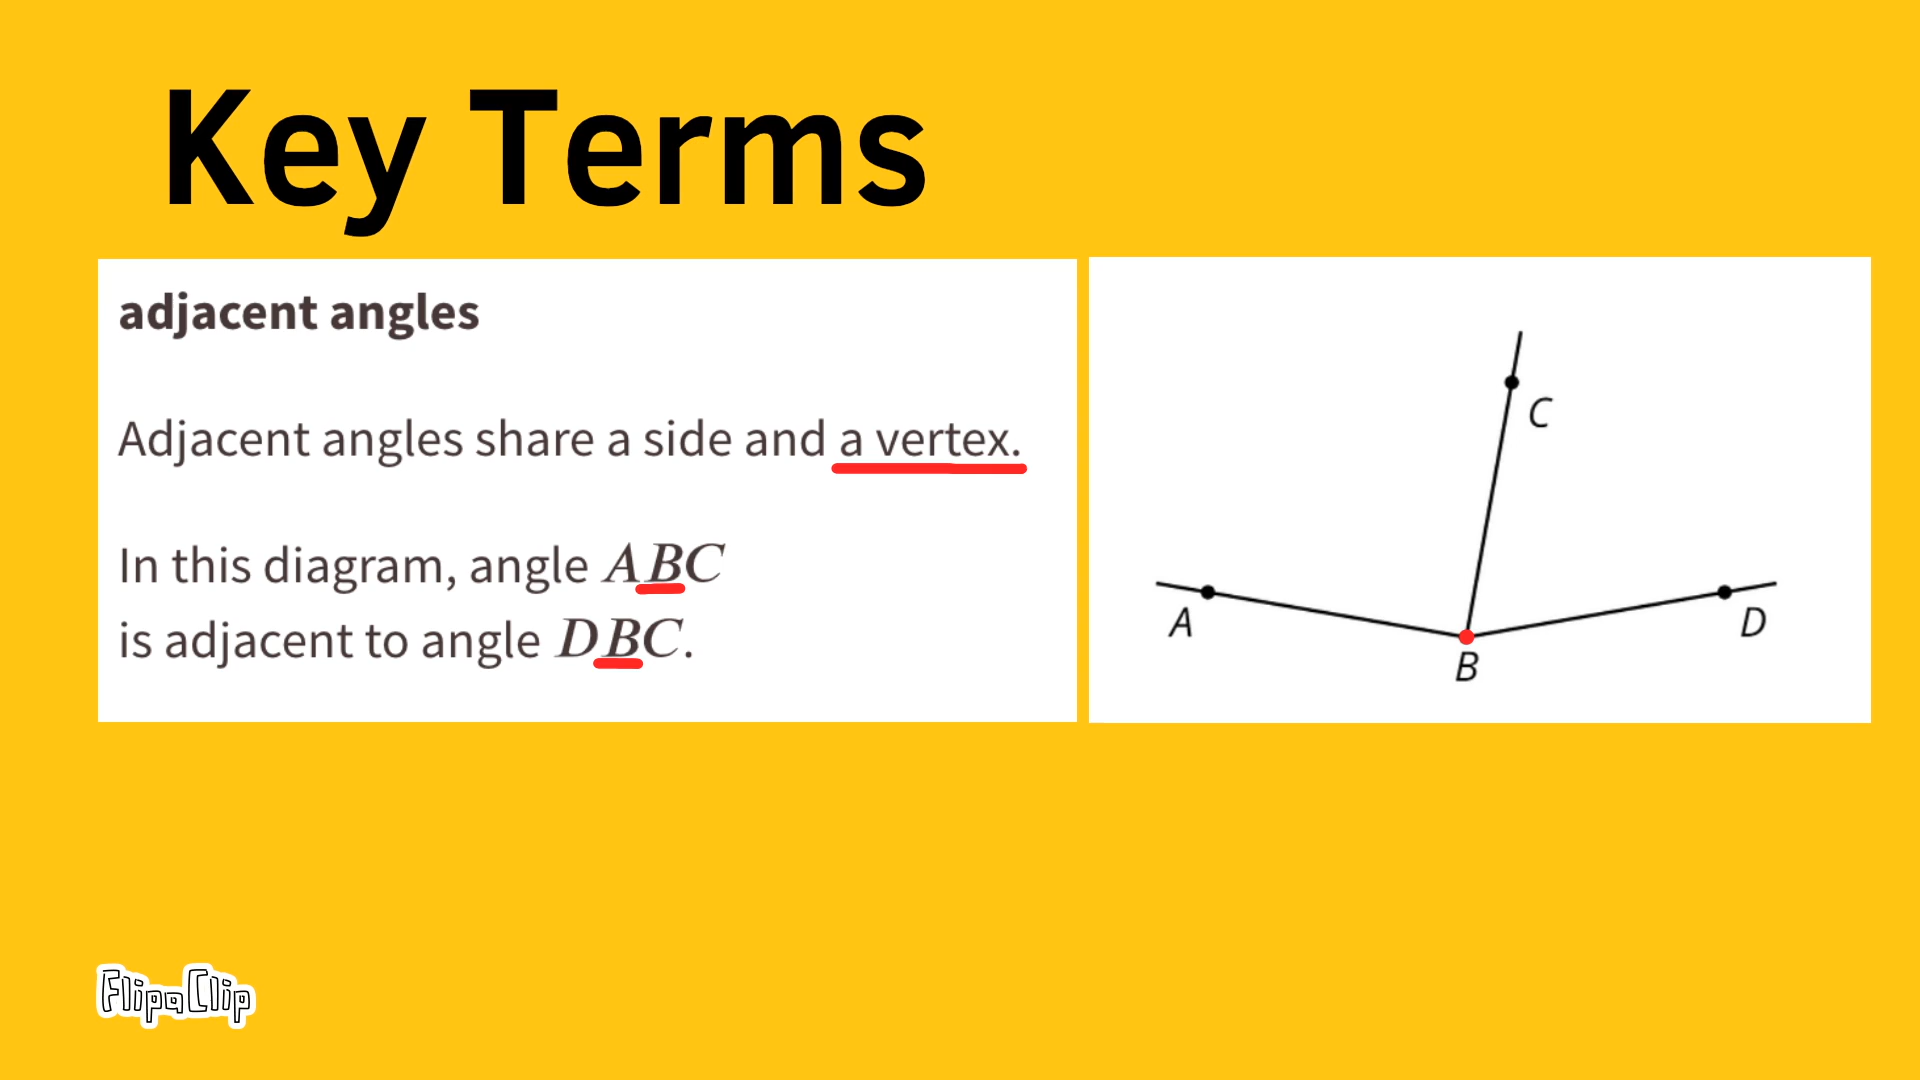 Key Terms
adjacent angles
Adjacent angles share a side and a vertex.
In this diagram, angle ABC
is adjacent to angle DBC.
C
A
D
B
FlipaClip